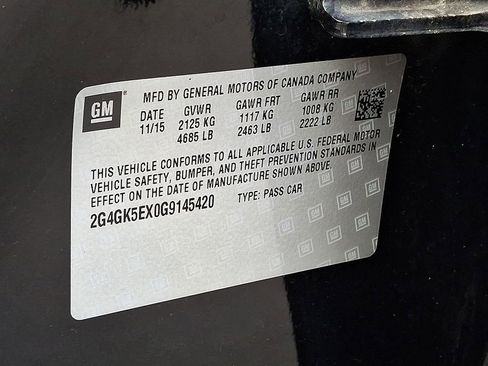 GM
MFD BY GENERAL MOTORS OF CANADA COMPANY
DATE GVWR GAWR FRT GAWR RR
11/15 2125 KG 1117 KG 1008 KG
4685 LB 2463 LB 2222 LB
THIS VEHICLE CONFORMS TO ALL APPLICABLE U.S. FEDERAL MOTOR
VEHICLE SAFETY, BUMPER, AND THEFT PREVENTION STANDARDS IN
EFFECT ON THE DATE OF MANUFACTURE SHOWN ABOVE.
2G4GK5EX0G9145420 TYPE: PASS CAR